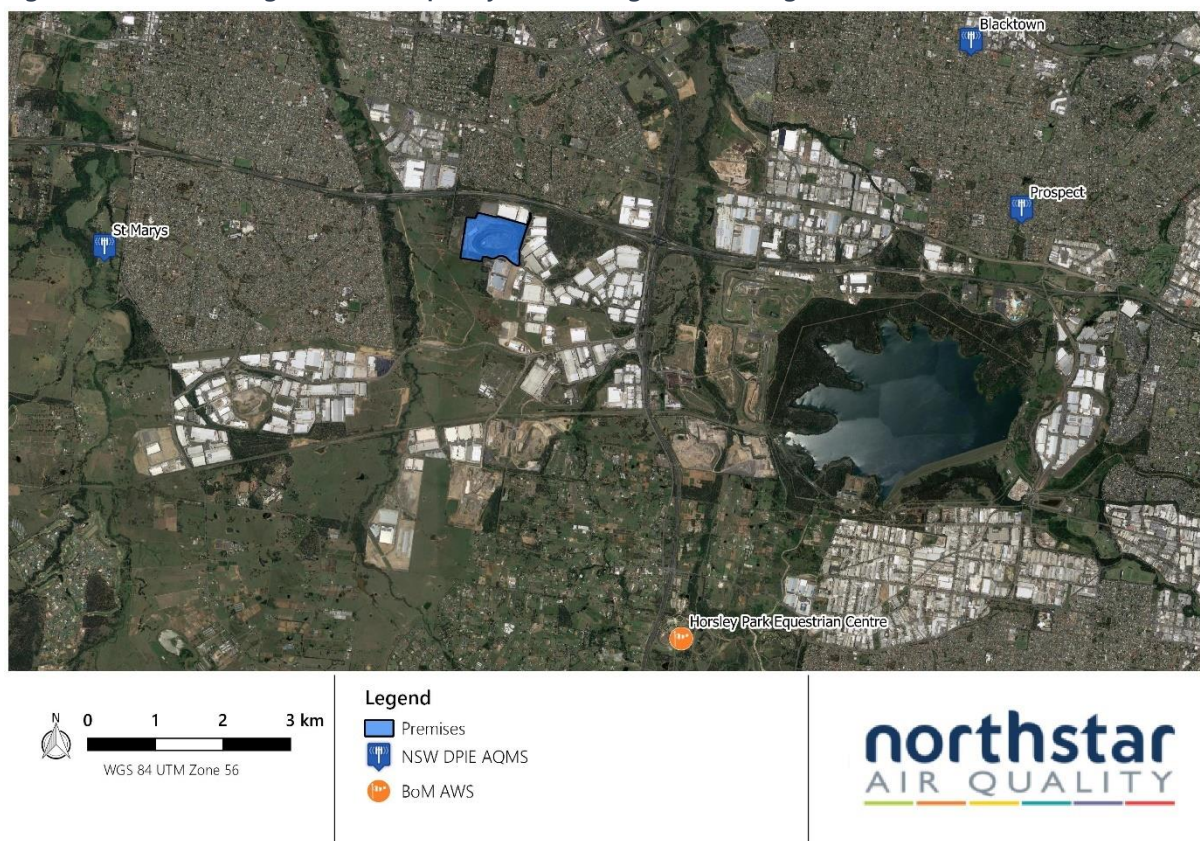 Blacktown
Prospect
St Marys
Horsley Park Equestrian Centre
N
0 1 2 3 km
WGS 84 UTM Zone 56
Legend
Premises
NSW DPIE AQMS
BoM AWS
northstar
AIR QUALITY